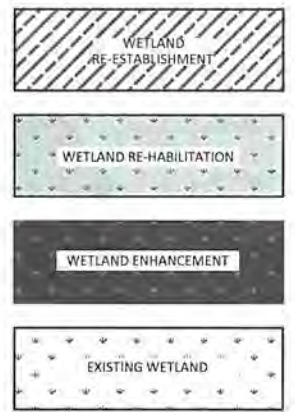 WETLAND
RE-ESTABLISHMENT
WETLAND RE-HABILITATION
WETLAND ENHANCEMENT
EXISTING WETLAND